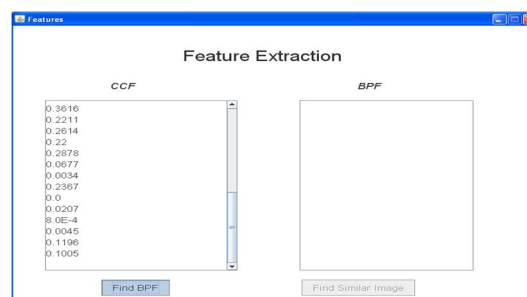 Features
Feature Extraction
CCF
BPF
0.3616
0.2211
0.2614
0.22
0.2878
0.0677
0.0034
0.2367
0.0
0.0207
8.0E-4
0.0045
0.1196
0.1005
Find BPF
Find Similar Image